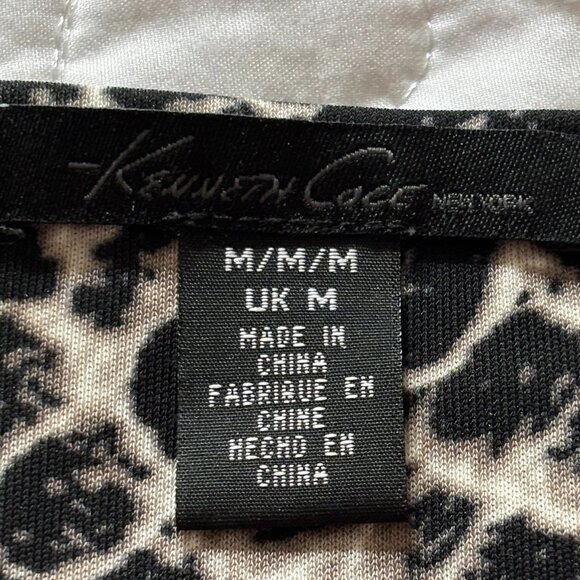 KENNETH COLE NEW YORK
M/M/M
UK M
MADE IN
CHINA
FABRIQUE EN
CHINE
HECHO EN
CHINA